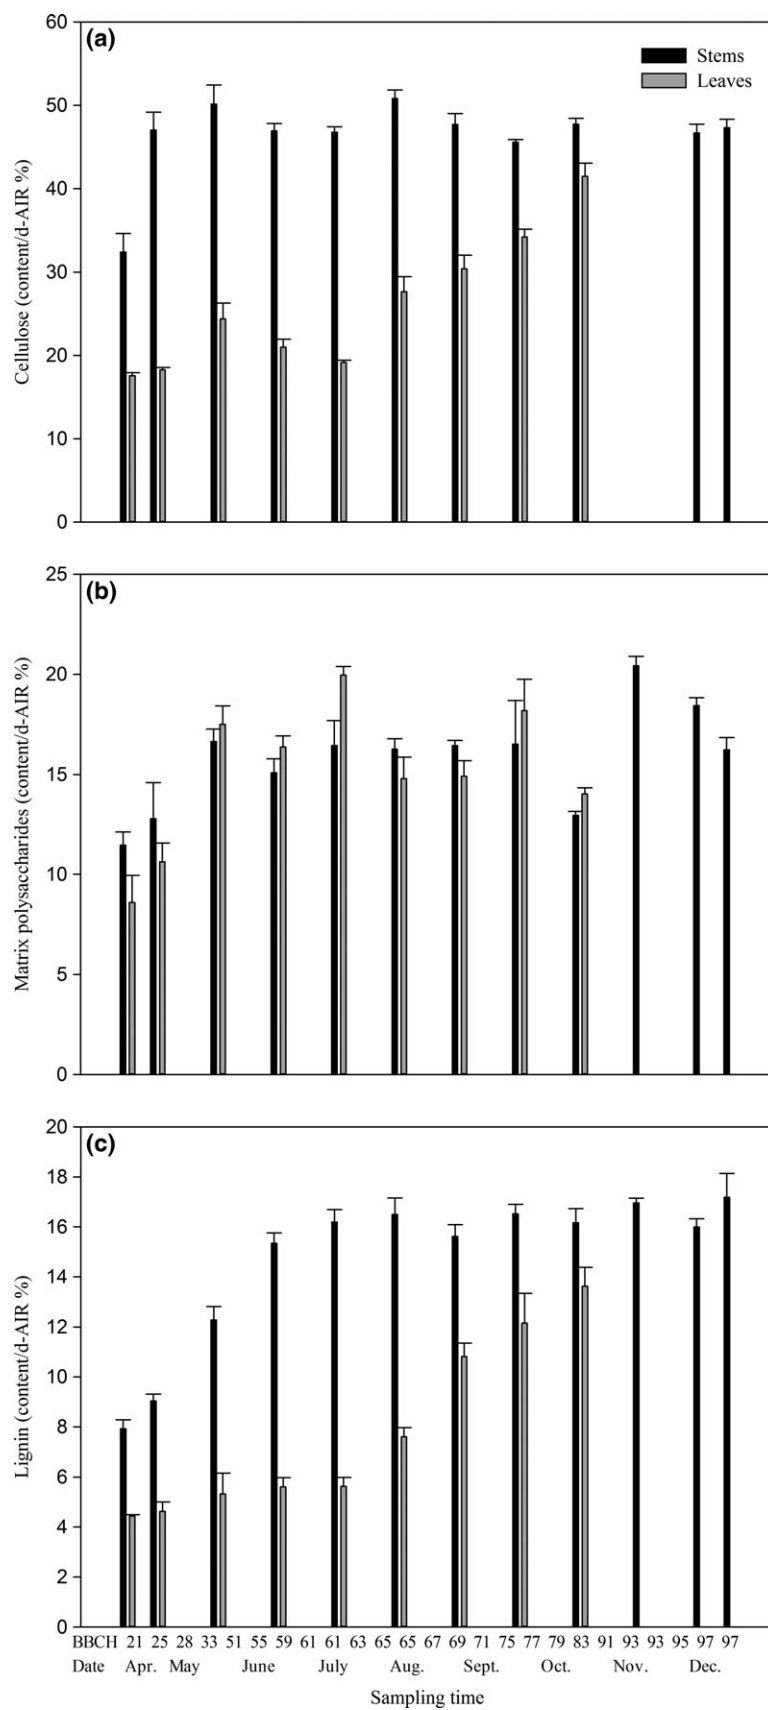 (a)
Stems
Leaves
60
50
40
30
20
10
0
Cellulose (content/d-AIR %)
(b)
25
20
15
10
5
0
Matrix polysaccharides (content/d-AIR %)
(c)
20
18
16
14
12
10
8
6
4
2
0
Lignin (content/d-AIR %)
BBCH 21 25 28 33 51 55 59 61 61 63 65 65 67 69 71 75 77 79 83 91 93 93 95 97 97
Date Apr. May June July Aug. Sept. Oct. Nov. Dec.
Sampling time